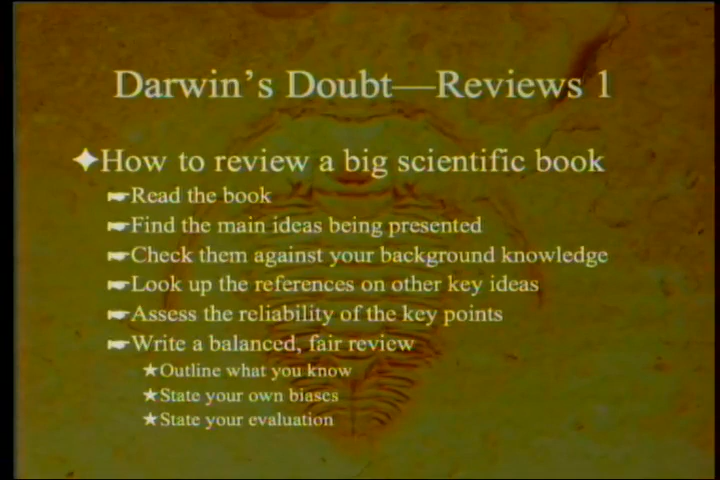 Darwin's Doubt—Reviews 1
How to review a big scientific book
Read the book
Find the main ideas being presented
Check them against your background knowledge
Look up the references on other key ideas
Assess the reliability of the key points
Write a balanced, fair review
Outline what you know
State your own biases
State your evaluation